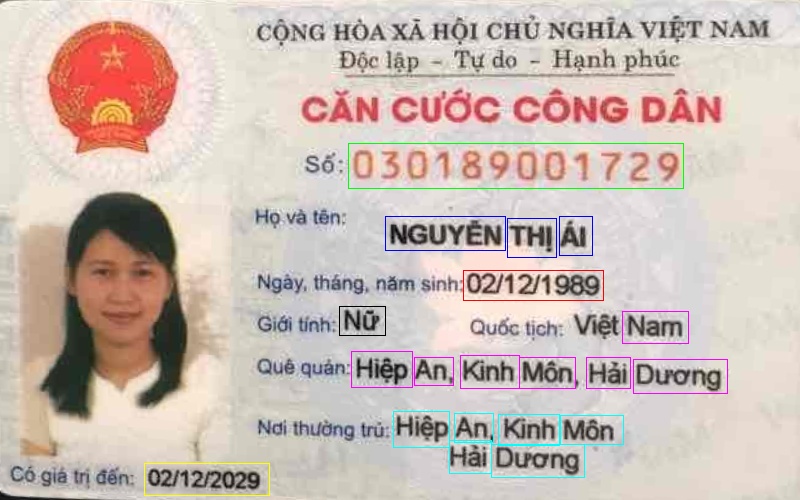 CỘNG HÒA XÃ HỘI CHỦ NGHĨA VIỆT NAM
Độc lập - Tự do - Hạnh phúc
CĂN CƯỚC CÔNG DÂN
Số: 030189001729
Họ và tên: NGUYỄN THỊ ÁI
Ngày, tháng, năm sinh: 02/12/1989
Giới tính: Nữ Quốc tịch: Việt Nam
Quê quán: Hiệp An, Kinh Môn, Hải Dương
Nơi thường trú: Hiệp An, Kinh Môn
Hải Dương
Có giá trị đến: 02/12/2029